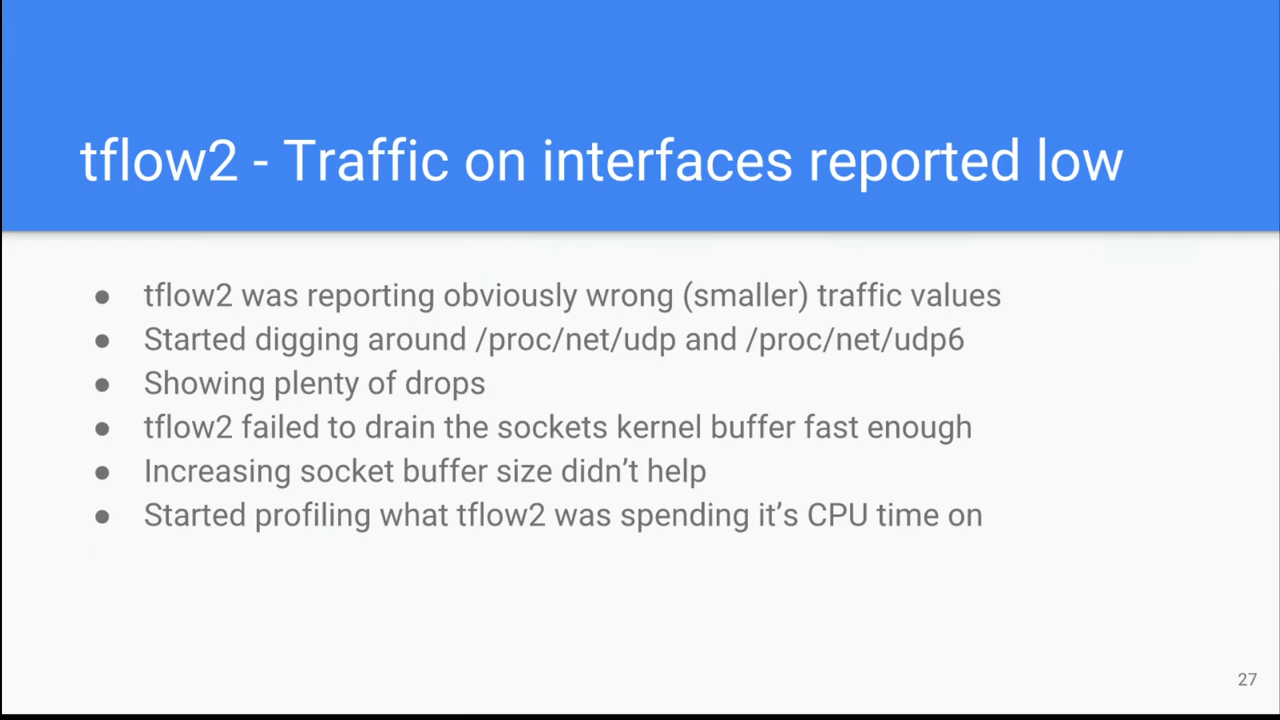 tflow2 - Traffic on interfaces reported low
● tflow2 was reporting obviously wrong (smaller) traffic values
● Started digging around /proc/net/udp and /proc/net/udp6
● Showing plenty of drops
● tflow2 failed to drain the sockets kernel buffer fast enough
● Increasing socket buffer size didn’t help
● Started profiling what tflow2 was spending it’s CPU time on
27